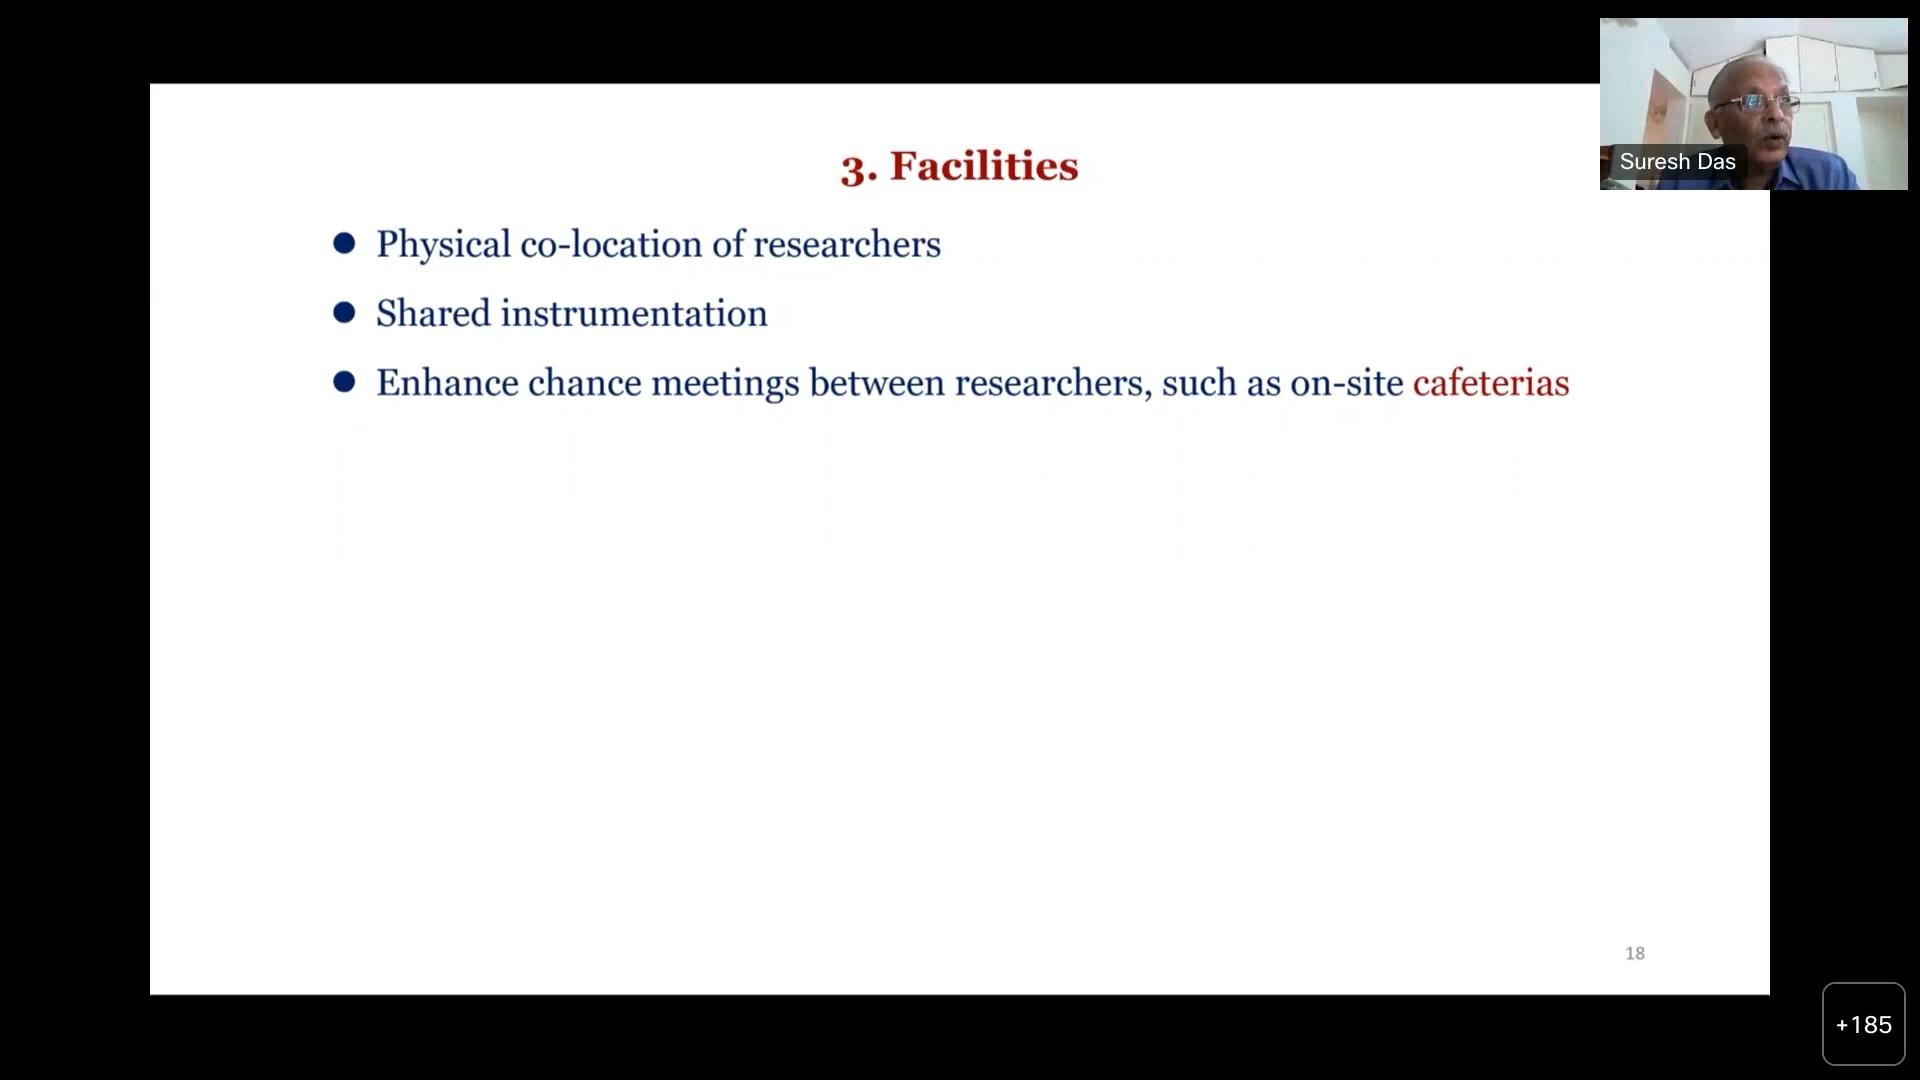 3. Facilities
Physical co-location of researchers
Shared instrumentation
Enhance chance meetings between researchers, such as on-site cafeterias
Suresh Das
18
+185